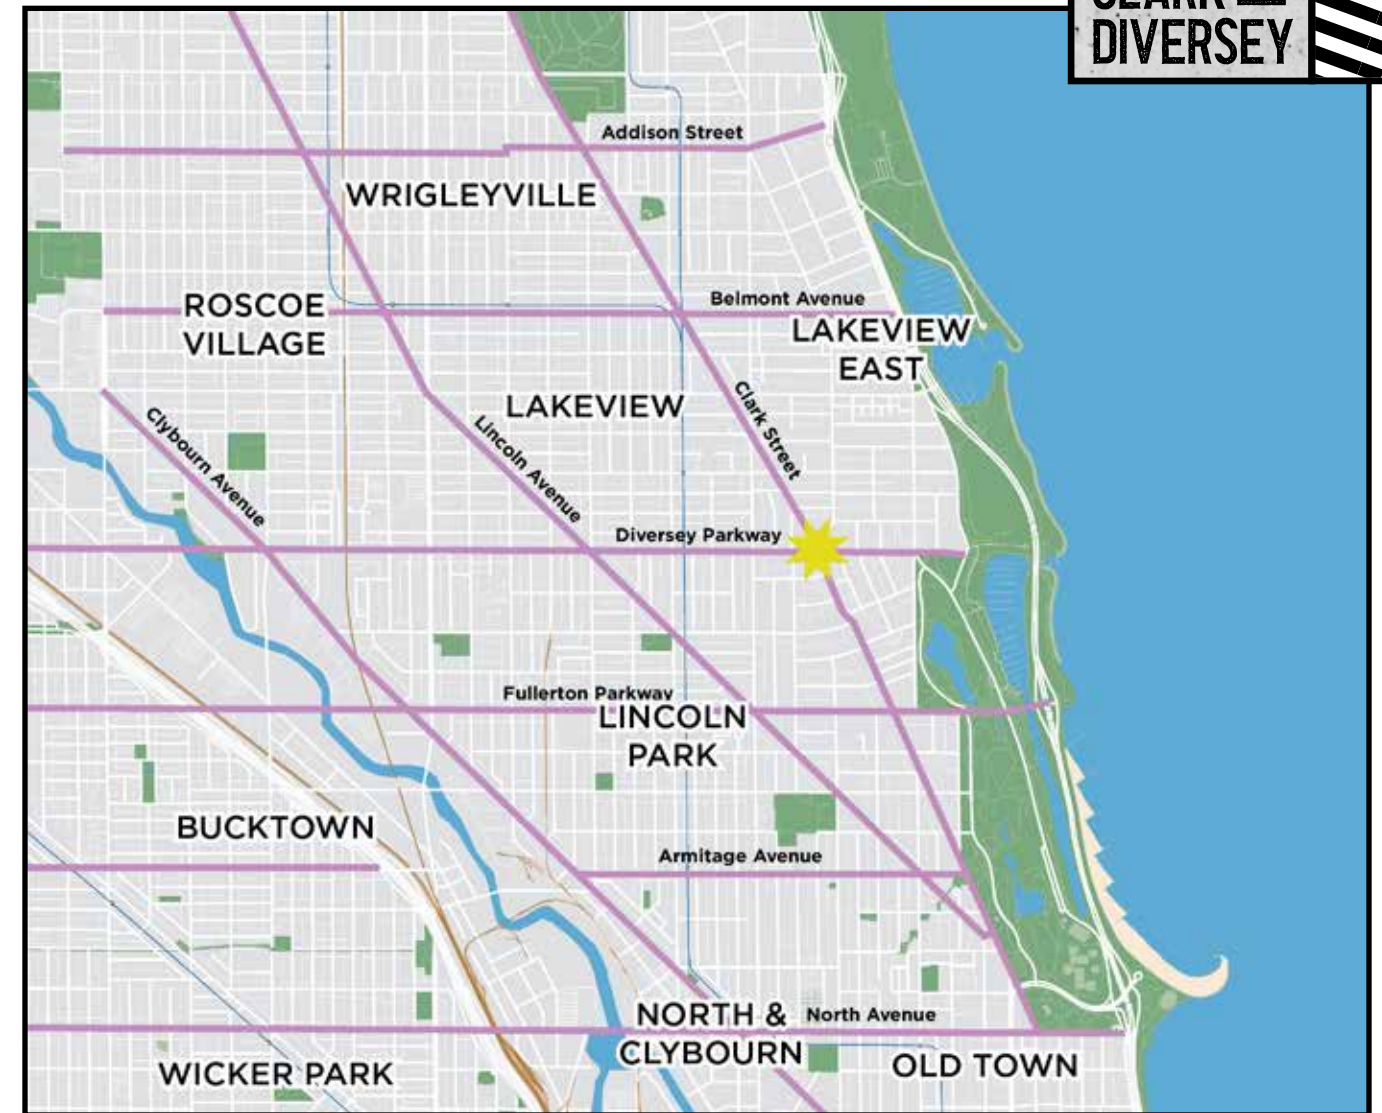 CLARK
DIVERSEY
Addison Street
WRIGLEYVILLE
Belmont Avenue
ROSCOE
VILLAGE
LAKEVIEW
EAST
LAKEVIEW
Clark Street
Clybourn Avenue
Lincoln Avenue
Diversey Parkway
Fullerton Parkway
LINCOLN
PARK
BUCKTOWN
Armitage Avenue
NORTH &
CLYBOURN
North Avenue
WICKER PARK
OLD TOWN